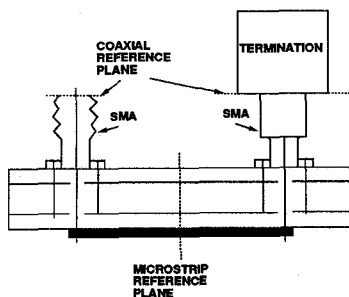 COAXIAL
REFERENCE
PLANE
TERMINATION
SMA
SMA
MICROSTRIP
REFERENCE
PLANE